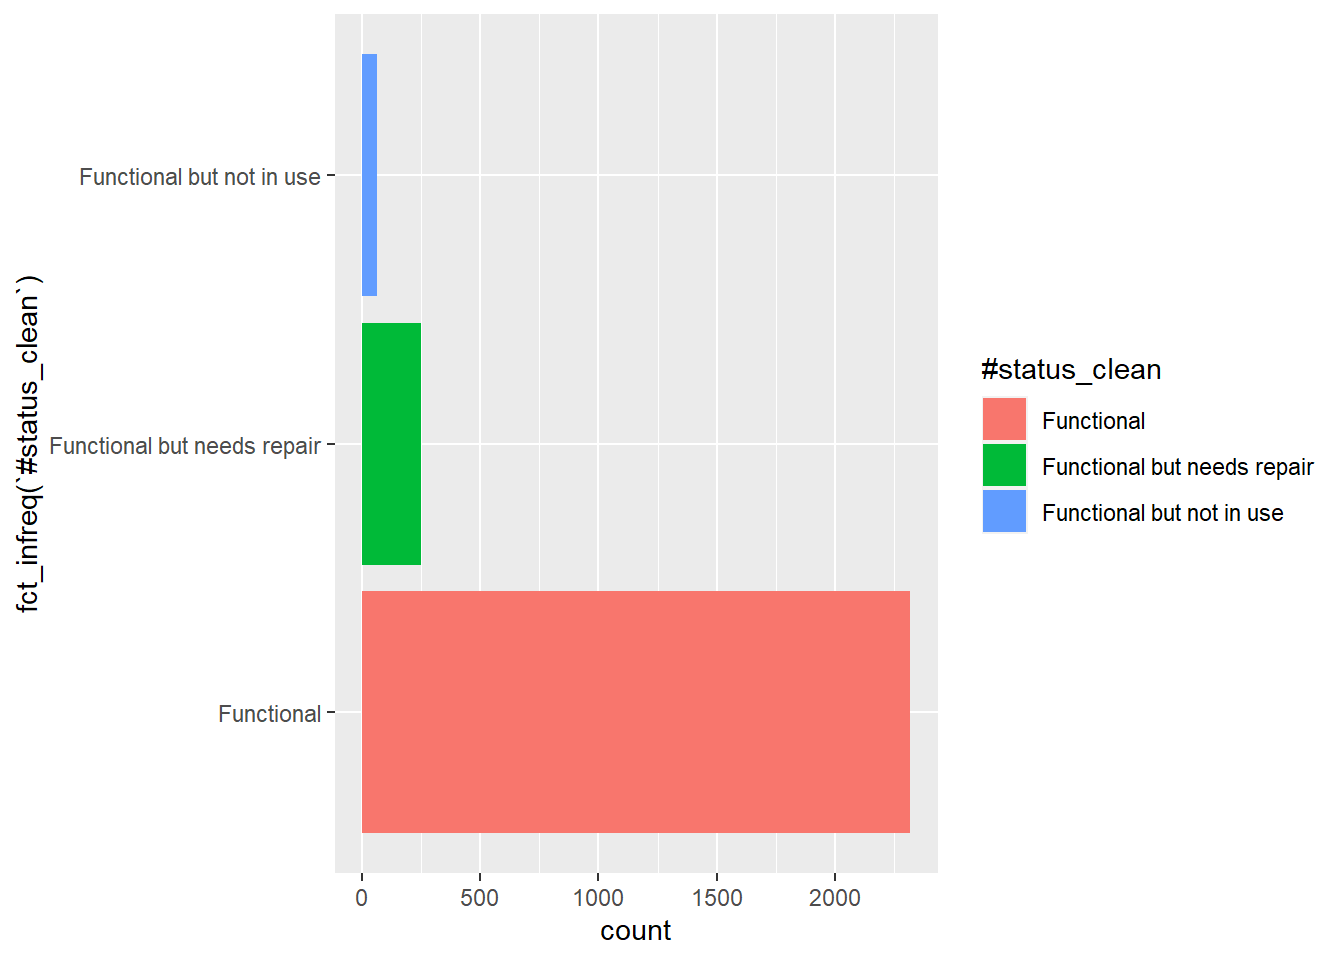 fct_infreq(`#status_clean`)
Functional but not in use
Functional but needs repair
Functional
0 500 1000 1500 2000
count
#status_clean
Functional
Functional but needs repair
Functional but not in use